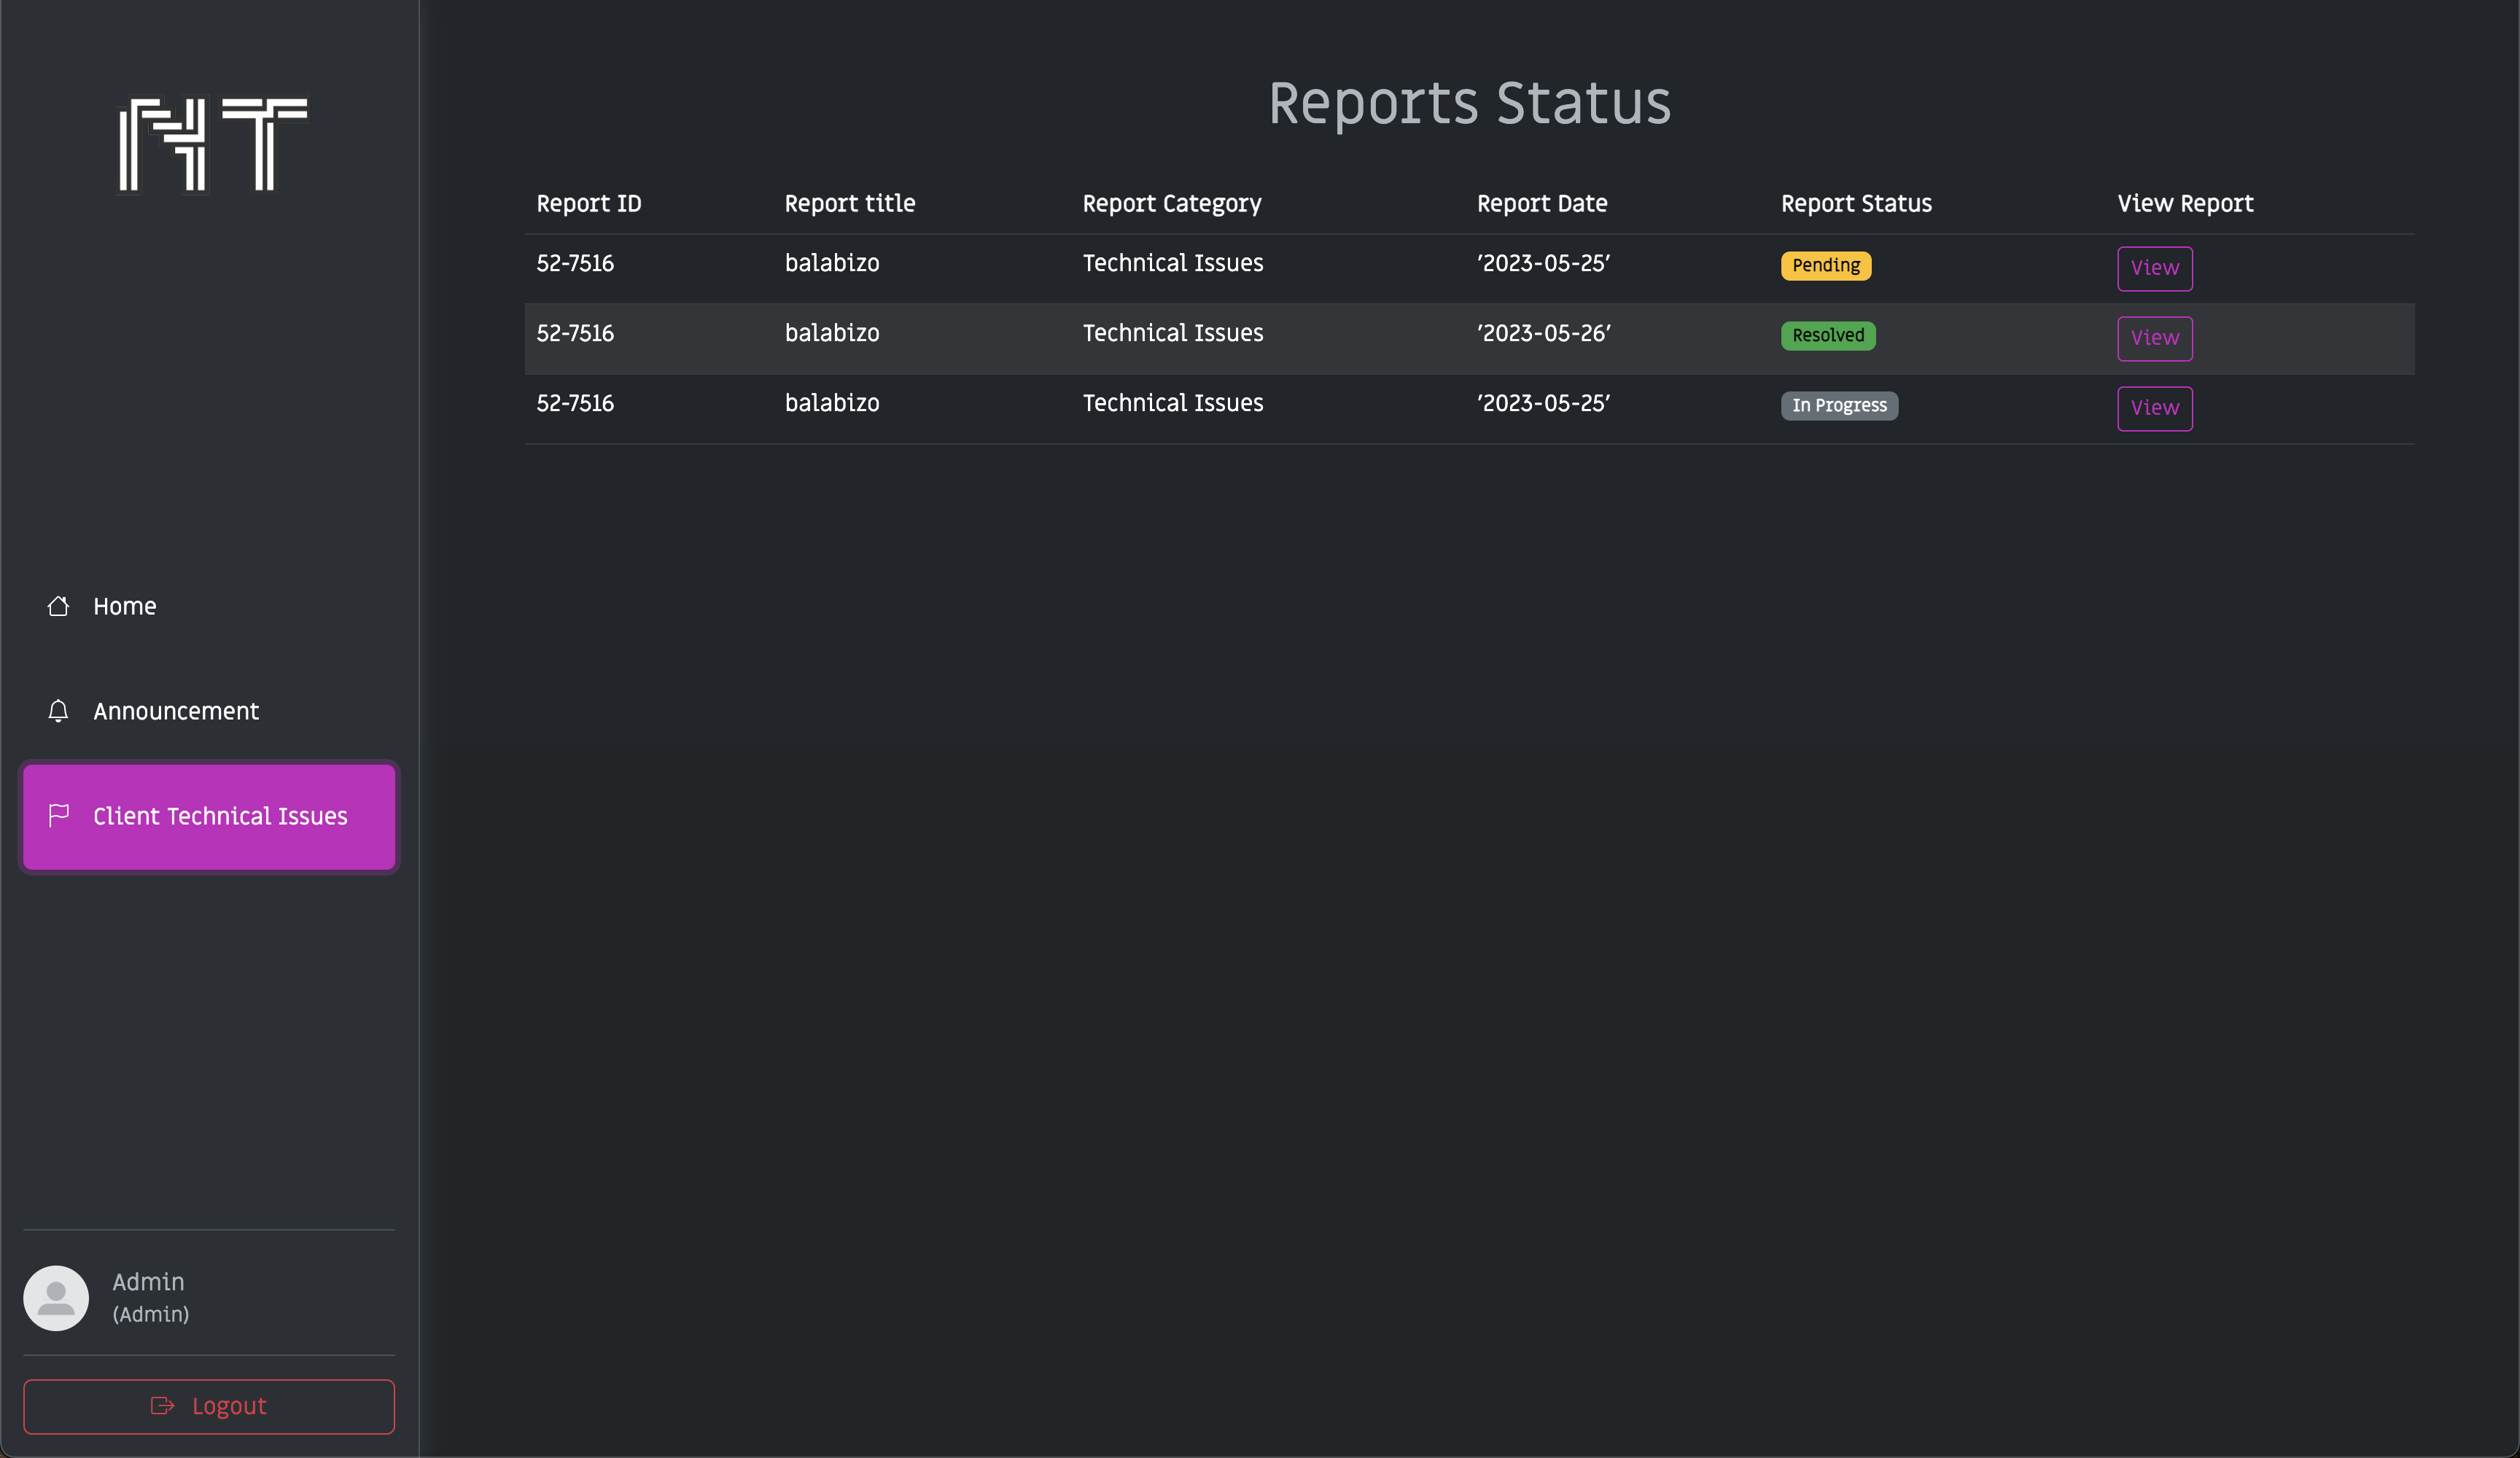 NT
Reports Status
Report ID Report title Report Category Report Date Report Status View Report
52-7516 balabizo Technical Issues '2023-05-25' Pending View
52-7516 balabizo Technical Issues '2023-05-26' Resolved View
52-7516 balabizo Technical Issues '2023-05-25' In Progress View
Home
Announcement
Client Technical Issues
Admin
(Admin)
Logout